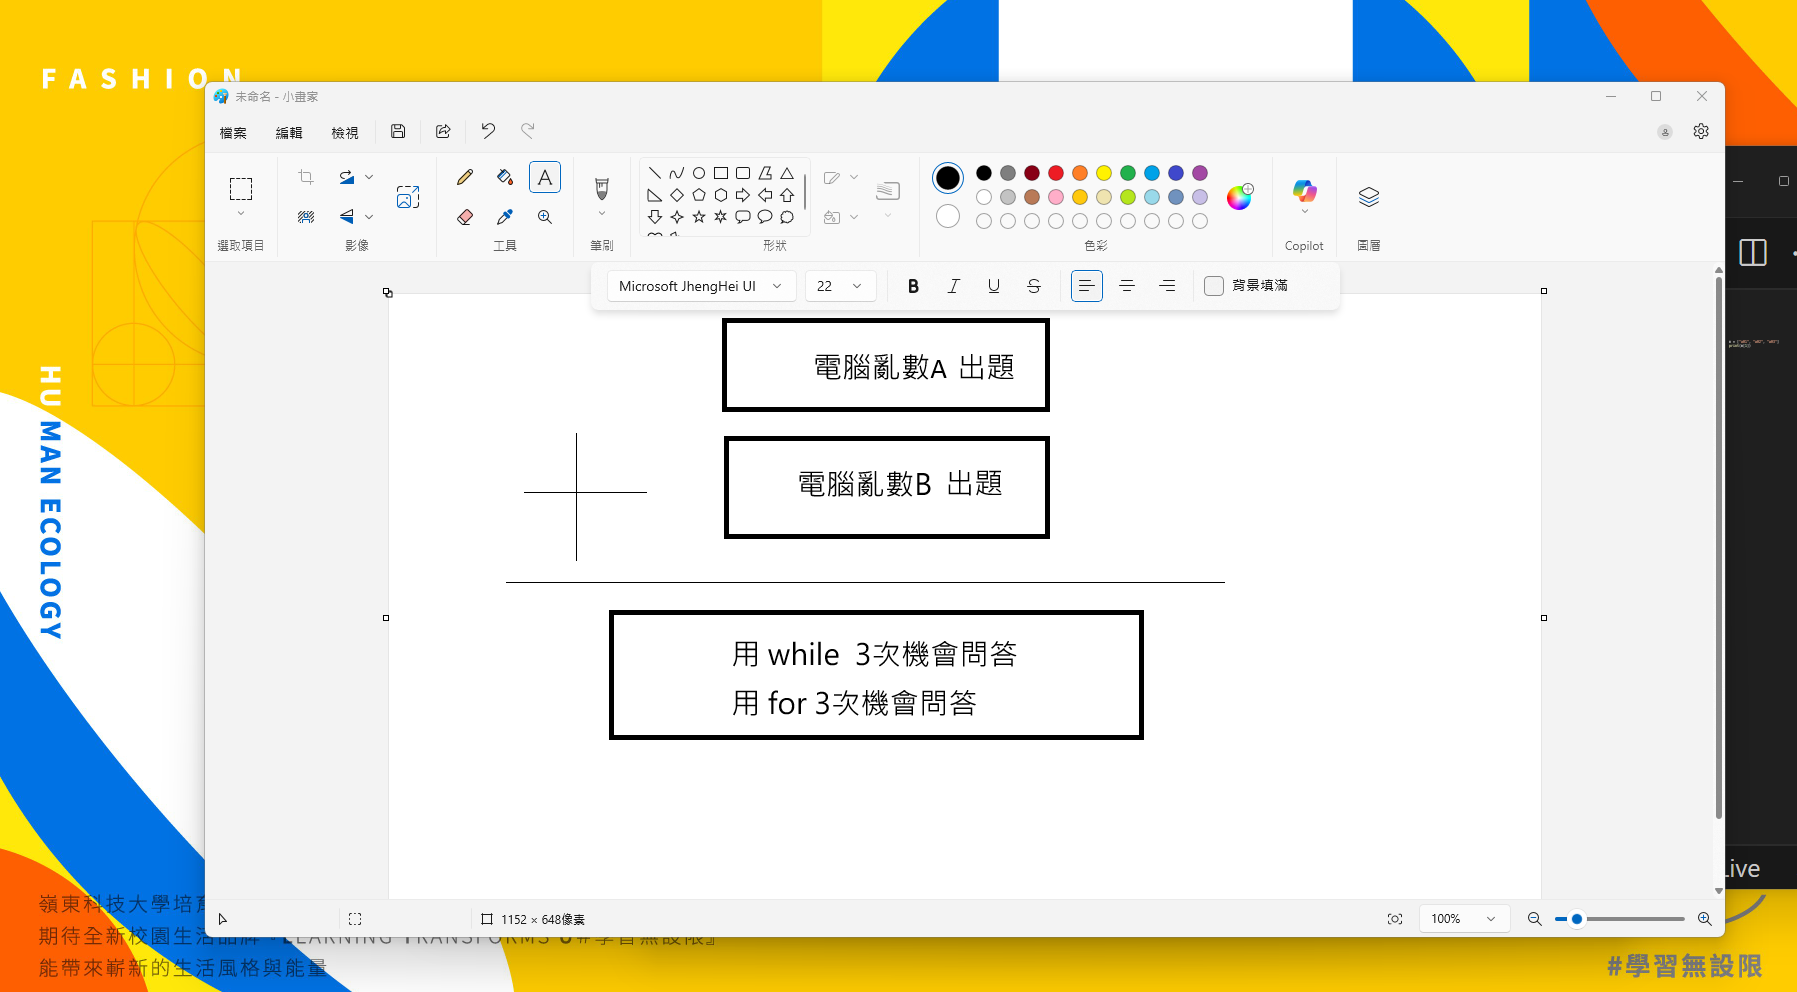 FASHION
HUMAN ECOLOGY
未命名 - 小畫家
檔案 編輯 檢視
選取項目 影像 工具 筆刷 形狀 色彩 Copilot 圖層
Microsoft JhengHei UI 22 B I U S 背景填滿
電腦亂數A 出題
電腦亂數B 出題
用 while 3次機會問答
用 for 3次機會問答
1152 × 648像素 100%
Live
嶺東科技大學培
期待全新校園生活品牌
#學習無設限』
能帶來嶄新的生活風格與能量
#學習無設限